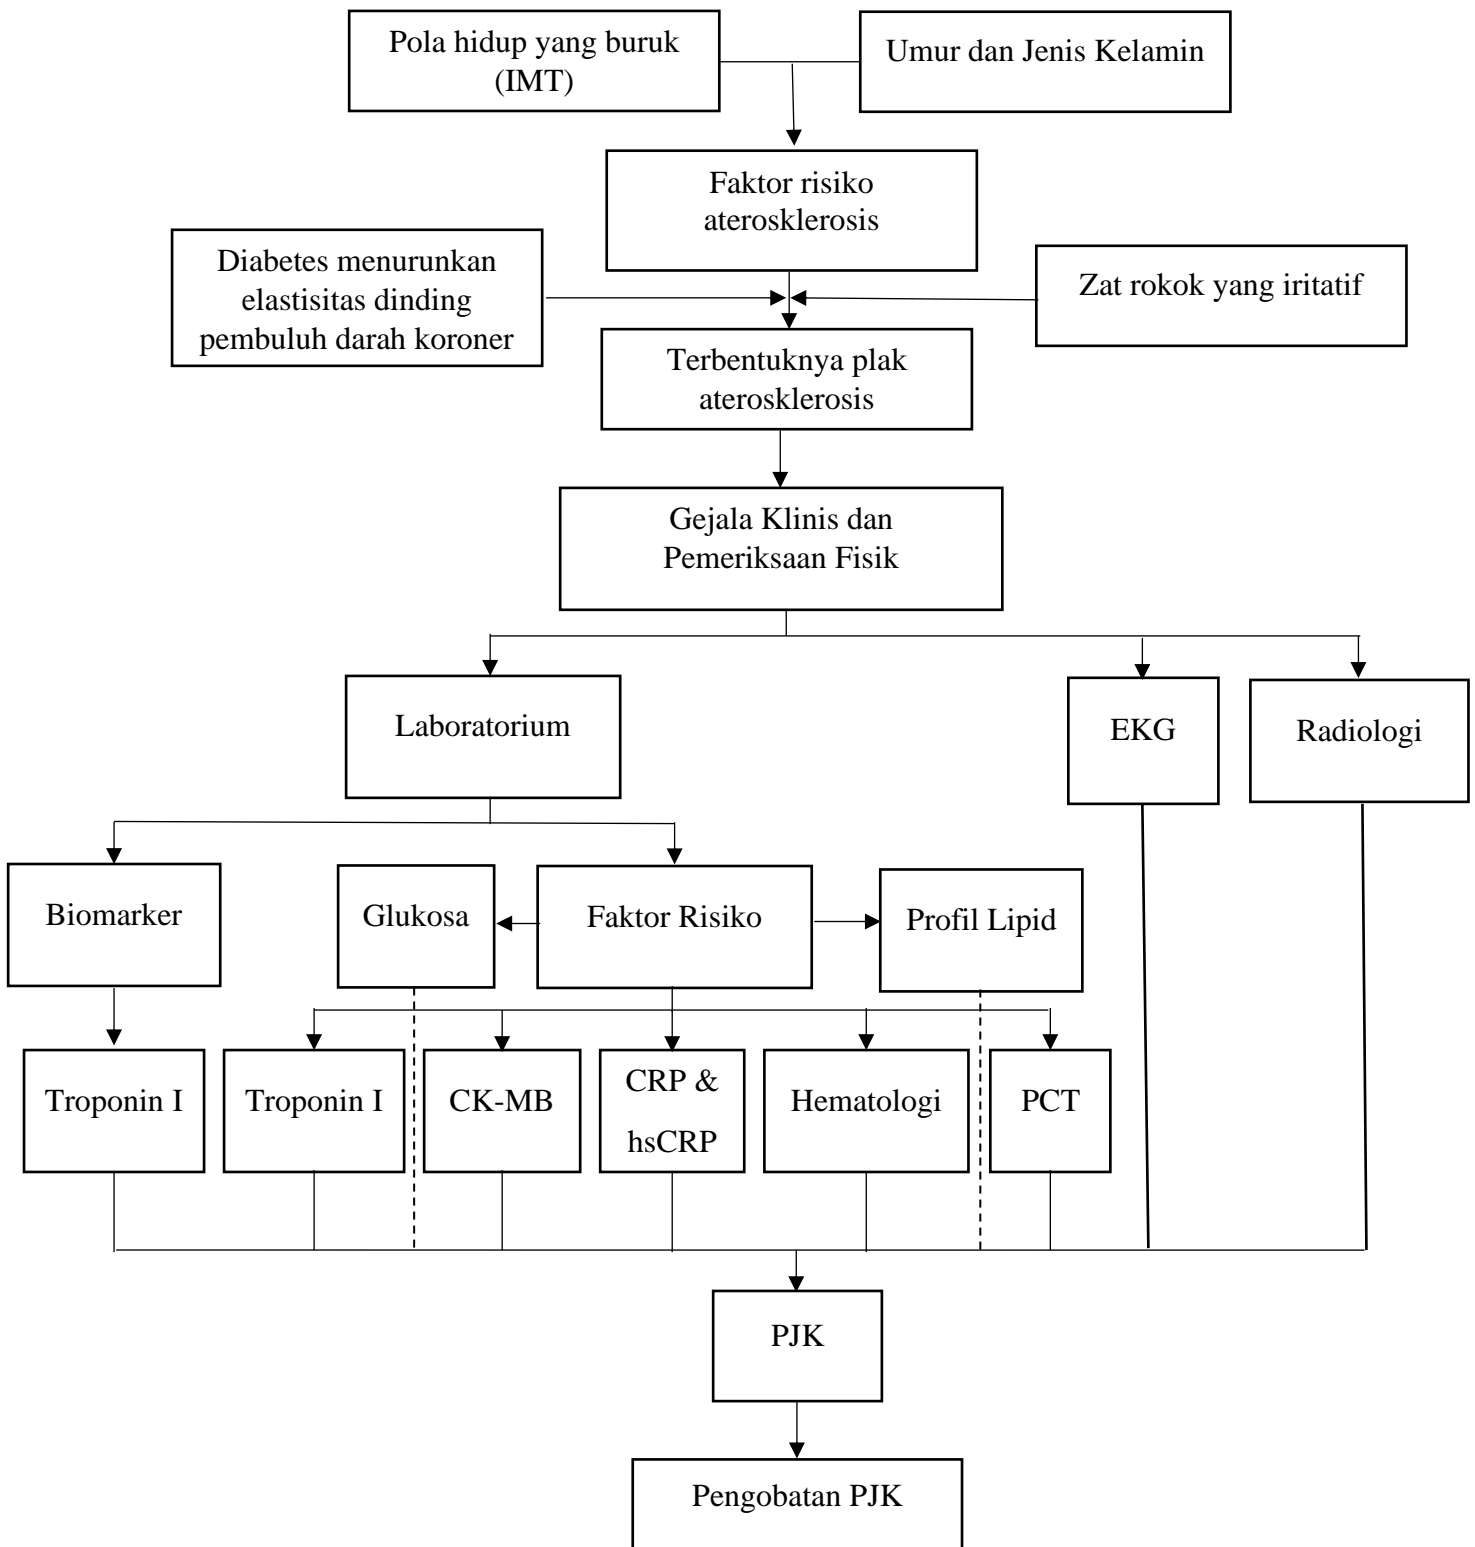 Pola hidup yang buruk
(IMT)
Umur dan Jenis Kelamin
Faktor risiko
aterosklerosis
Diabetes menurunkan
elastisitas dinding
pembuluh darah koroner
Zat rokok yang iritatif
Terbentuknya plak
aterosklerosis
Gejala Klinis dan
Pemeriksaan Fisik
Laboratorium
EKG
Radiologi
Biomarker
Glukosa
Faktor Risiko
Profil Lipid
Troponin I
Troponin I
CK-MB
CRP &
hsCRP
Hematologi
PCT
PJK
Pengobatan PJK